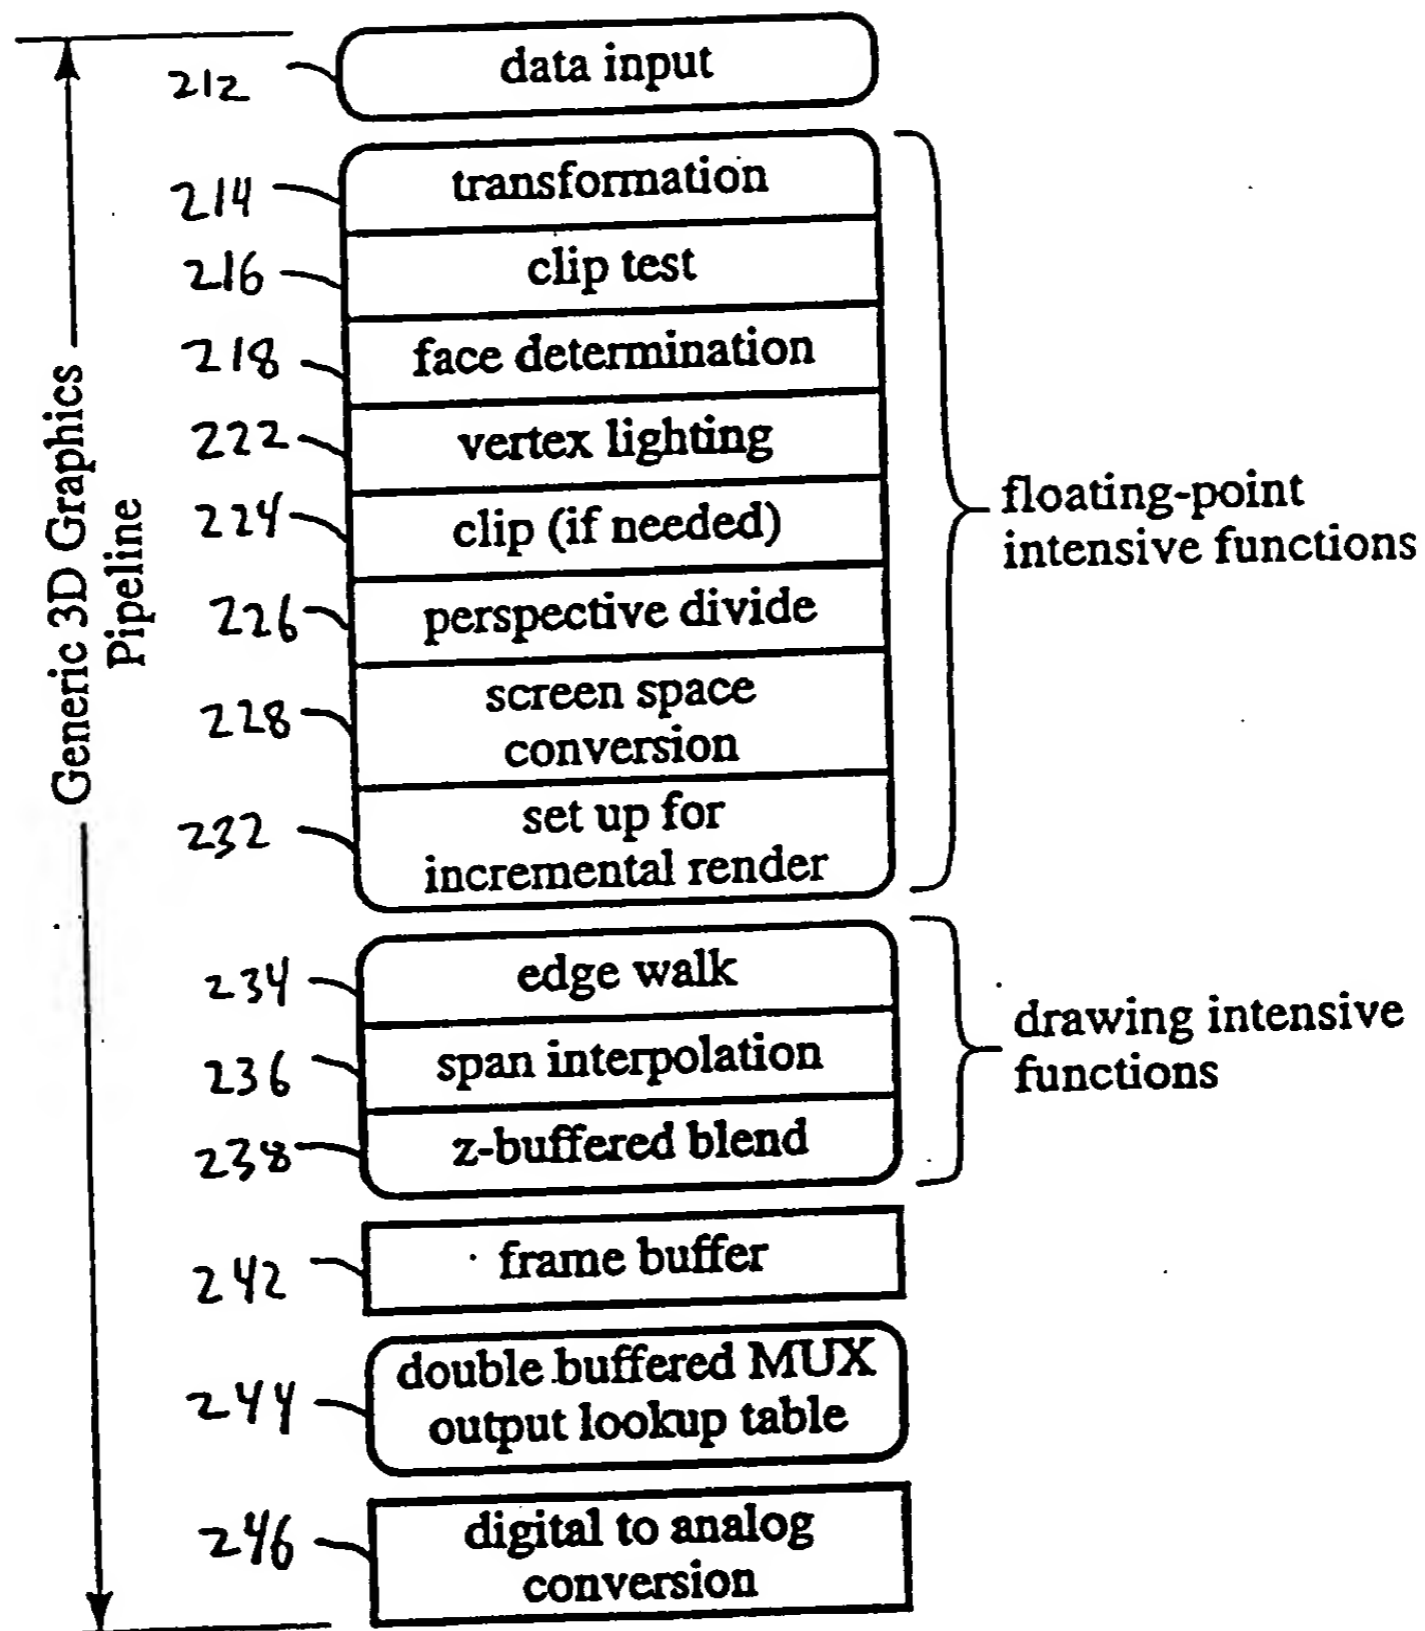 212
data input
214
transformation
216
clip test
218
face determination
222
vertex lighting
224
clip (if needed)
226
perspective divide
228
screen space
conversion
232
set up for
incremental render
floating-point
intensive functions
234
edge walk
236
span interpolation
238
z-buffered blend
drawing intensive
functions
242
frame buffer
244
double buffered MUX
output lookup table
246
digital to analog
conversion
Generic 3D Graphics
Pipeline